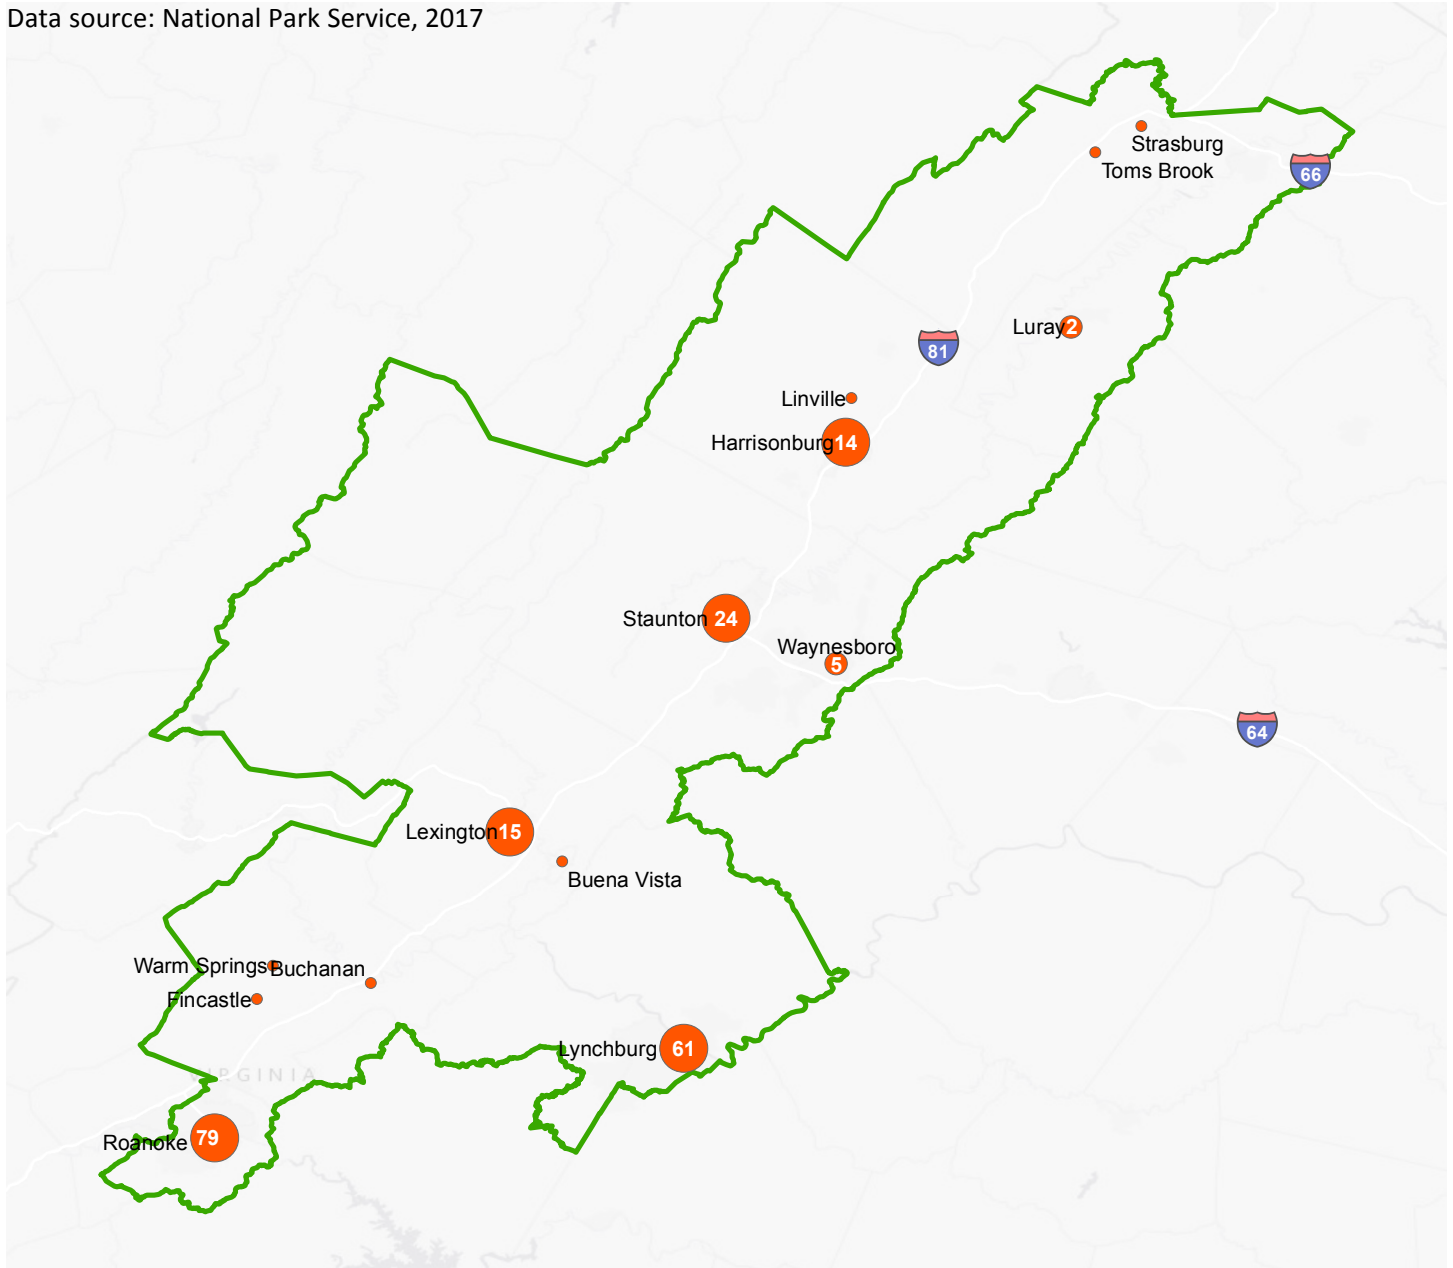 Data source: National Park Service, 2017
Strasburg
Toms Brook
66
Luray 2
81
Linville
Harrisonburg 14
Staunton 24
Waynesboro
5
64
Lexington 15
Buena Vista
Warm Springs
Buchanan
Fincastle
Lynchburg 61
VIRGINIA
Roanoke 79